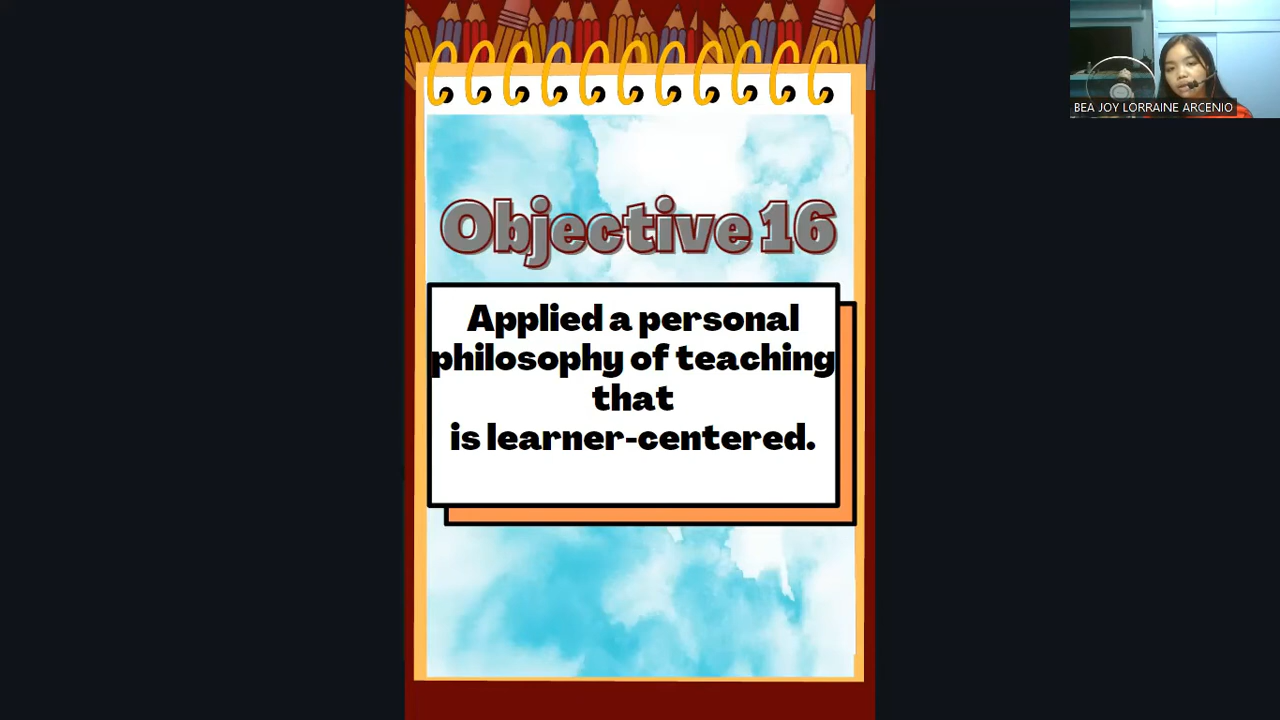 BEA JOY LORRAINE ARCENIO
Objective 16
Applied a personal
philosophy of teaching
that
is learner-centered.